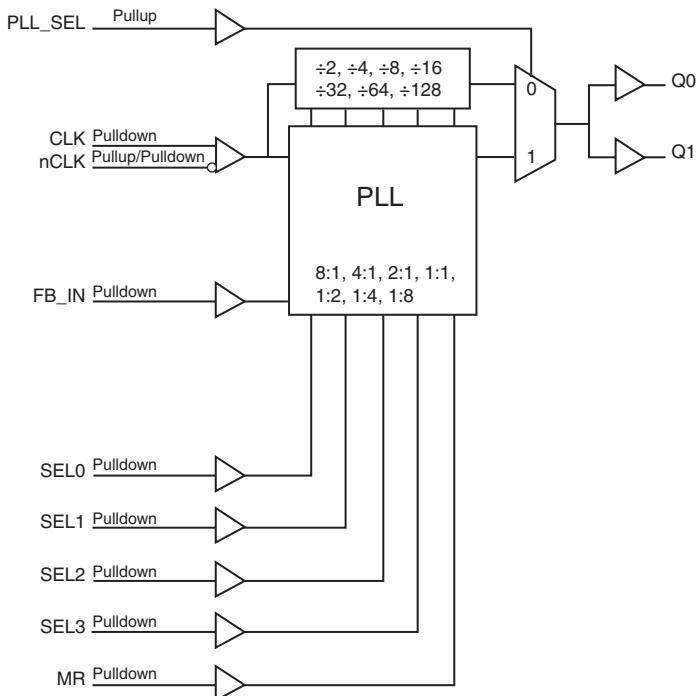 PLL_SEL Pullup
÷2, ÷4, ÷8, ÷16
÷32, ÷64, ÷128
0
Q0
CLK Pulldown
nCLK Pullup/Pulldown
1
Q1
PLL
8:1, 4:1, 2:1, 1:1,
1:2, 1:4, 1:8
FB_IN Pulldown
SEL0 Pulldown
SEL1 Pulldown
SEL2 Pulldown
SEL3 Pulldown
MR Pulldown